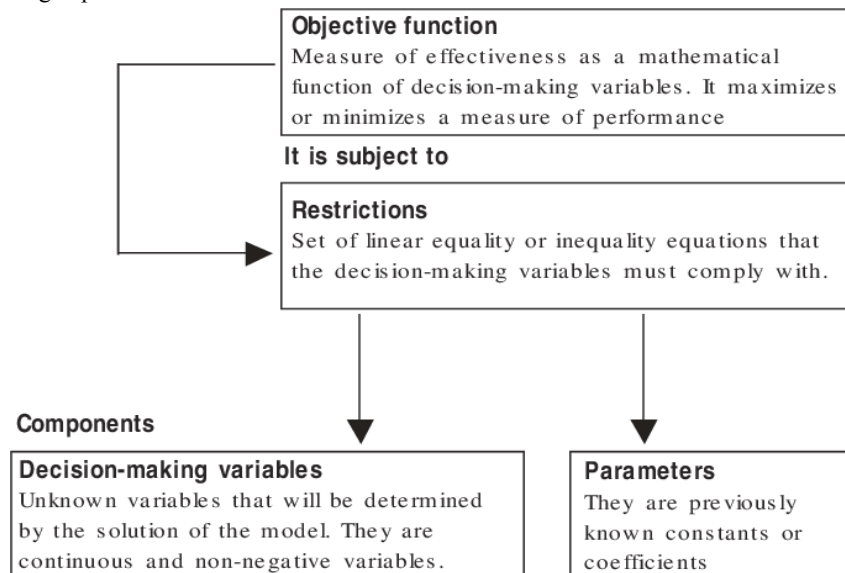 Objective function
Measure of effectiveness as a mathematical
function of decision-making variables. It maximizes
or minimizes a measure of performance
It is subject to
Restrictions
Set of linear equality or inequality equations that
the decision-making variables must comply with.
Components
Decision-making variables
Unknown variables that will be determined
by the solution of the model. They are
continuous and non-negative variables.
Parameters
They are previously
known constants or
coefficients